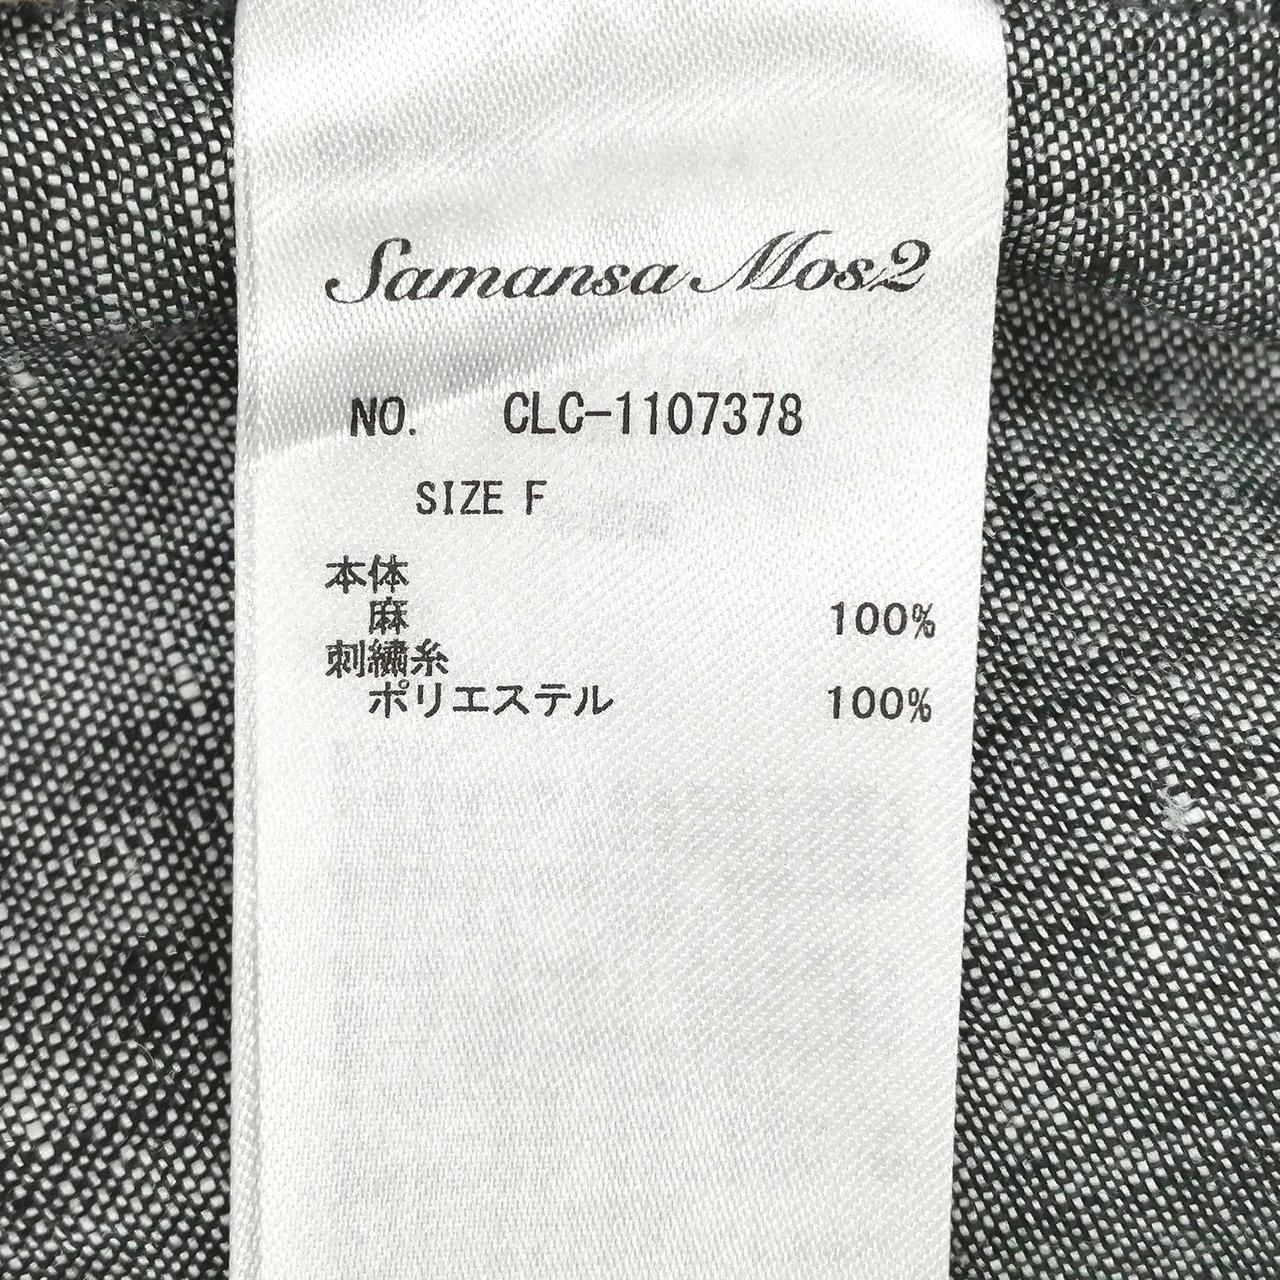 Samansa Mos2
NO. CLC-1107378
SIZE F
本体
麻 100%
刺繍糸
ポリエステル 100%